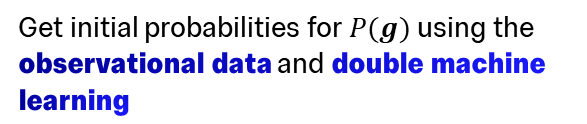 Get initial probabilities for P(g) using the
observational data and double machine
learning